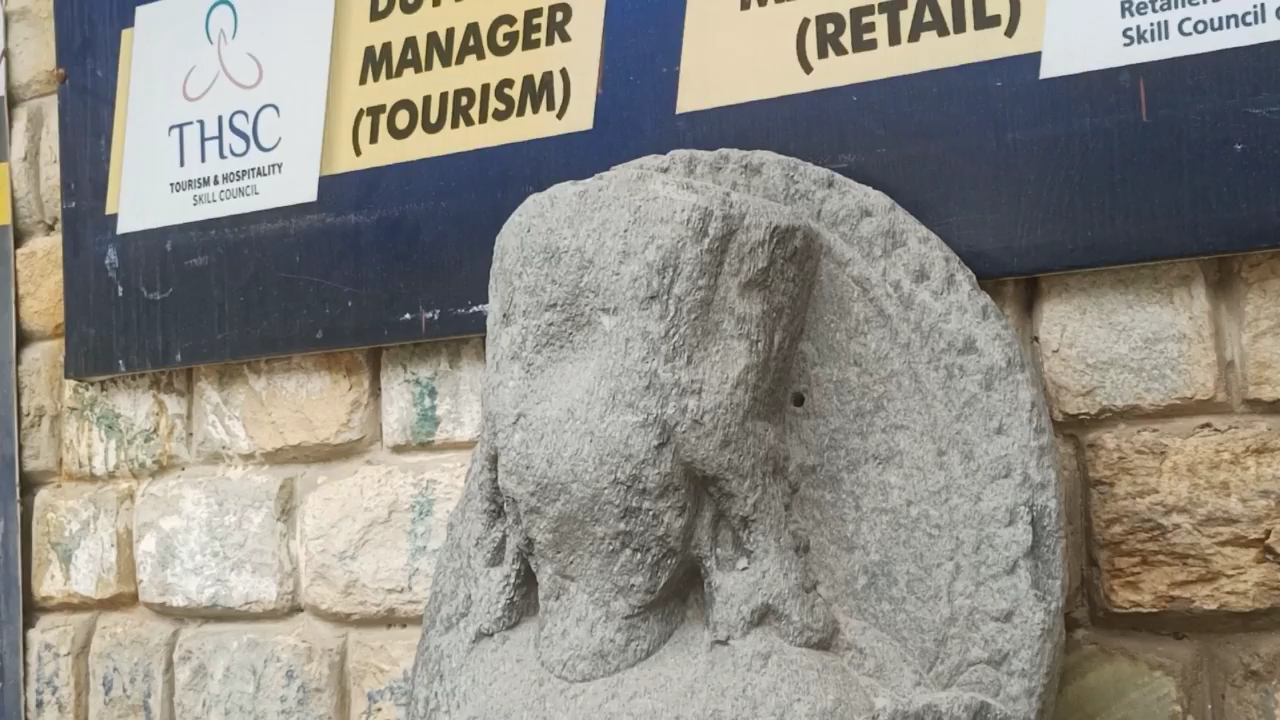 THSC
TOURISM & HOSPITALITY
SKILL COUNCIL
MANAGER
(TOURISM)
(RETAIL)
Skill Council